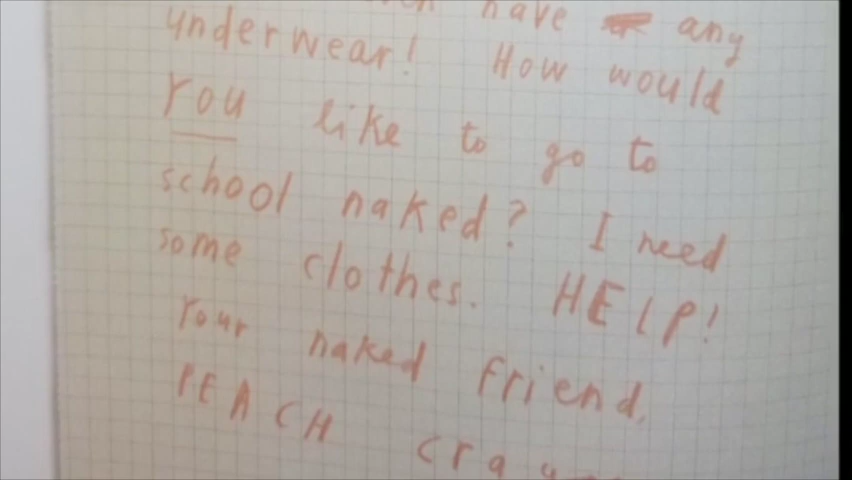 have any
underwear! How would
YOU like to go to
school naked? I need
some clothes. HELP!
Your naked friend,
PEACH